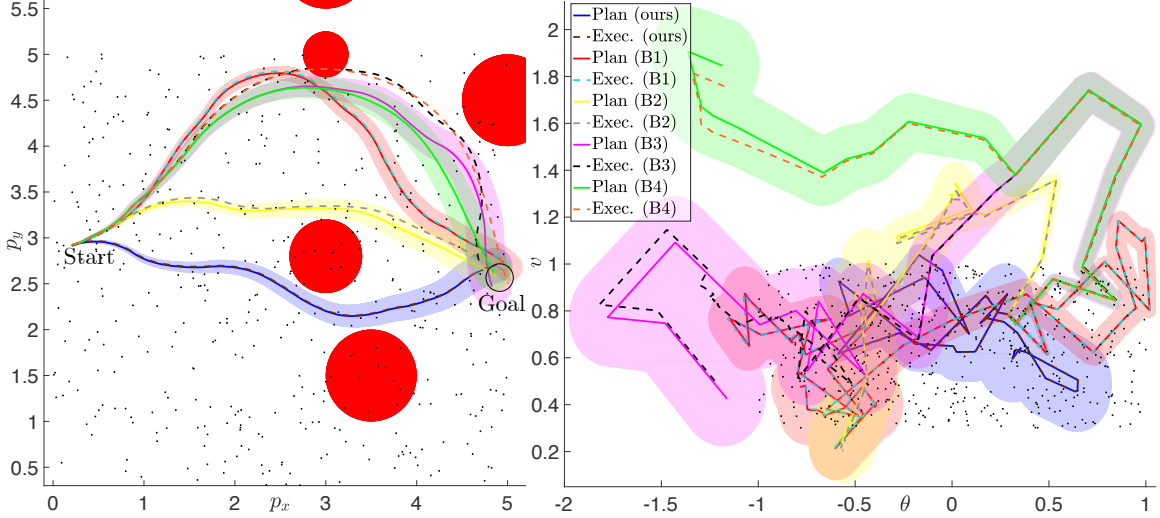 5.5
5
4.5
4
3.5
3
2.5
2
1.5
1
0.5
p_y
Start
Goal
0 1 2 3 4 5
p_x
Plan (ours)
Exec. (ours)
Plan (B1)
Exec. (B1)
Plan (B2)
Exec. (B2)
Plan (B3)
Exec. (B3)
Plan (B4)
Exec. (B4)
2
1.8
1.6
1.4
1.2
1
0.8
0.6
0.4
0.2
v
-2 -1.5 -1 -0.5 0 0.5 1
θ